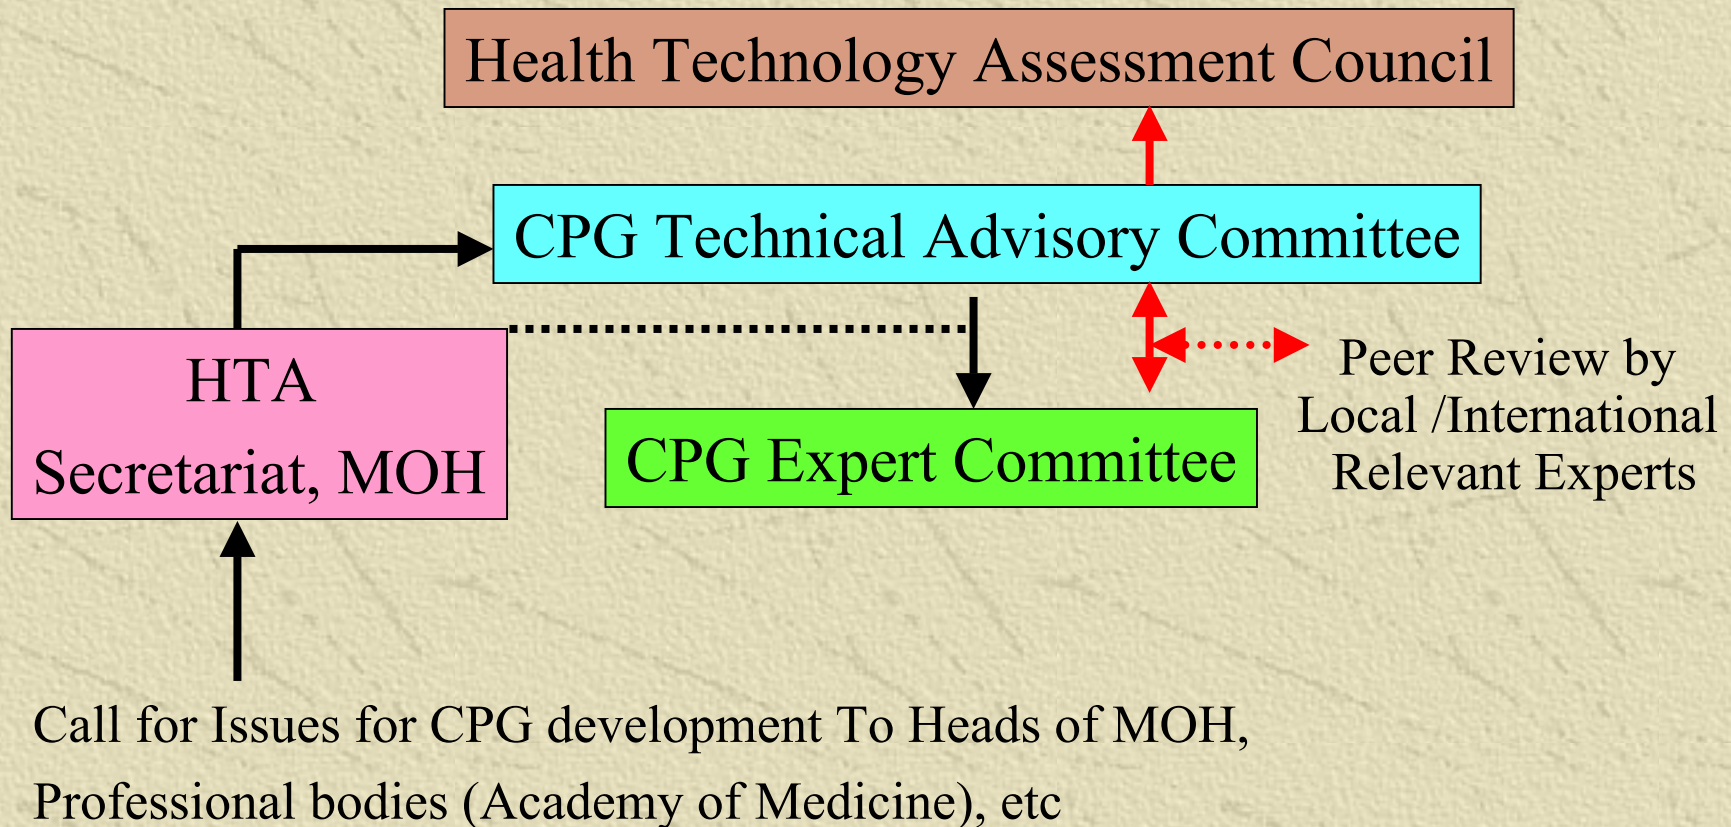 Health Technology Assessment Council
CPG Technical Advisory Committee
HTA
Secretariat, MOH
CPG Expert Committee
Peer Review by
Local /International
Relevant Experts
Call for Issues for CPG development To Heads of MOH,
Professional bodies (Academy of Medicine), etc